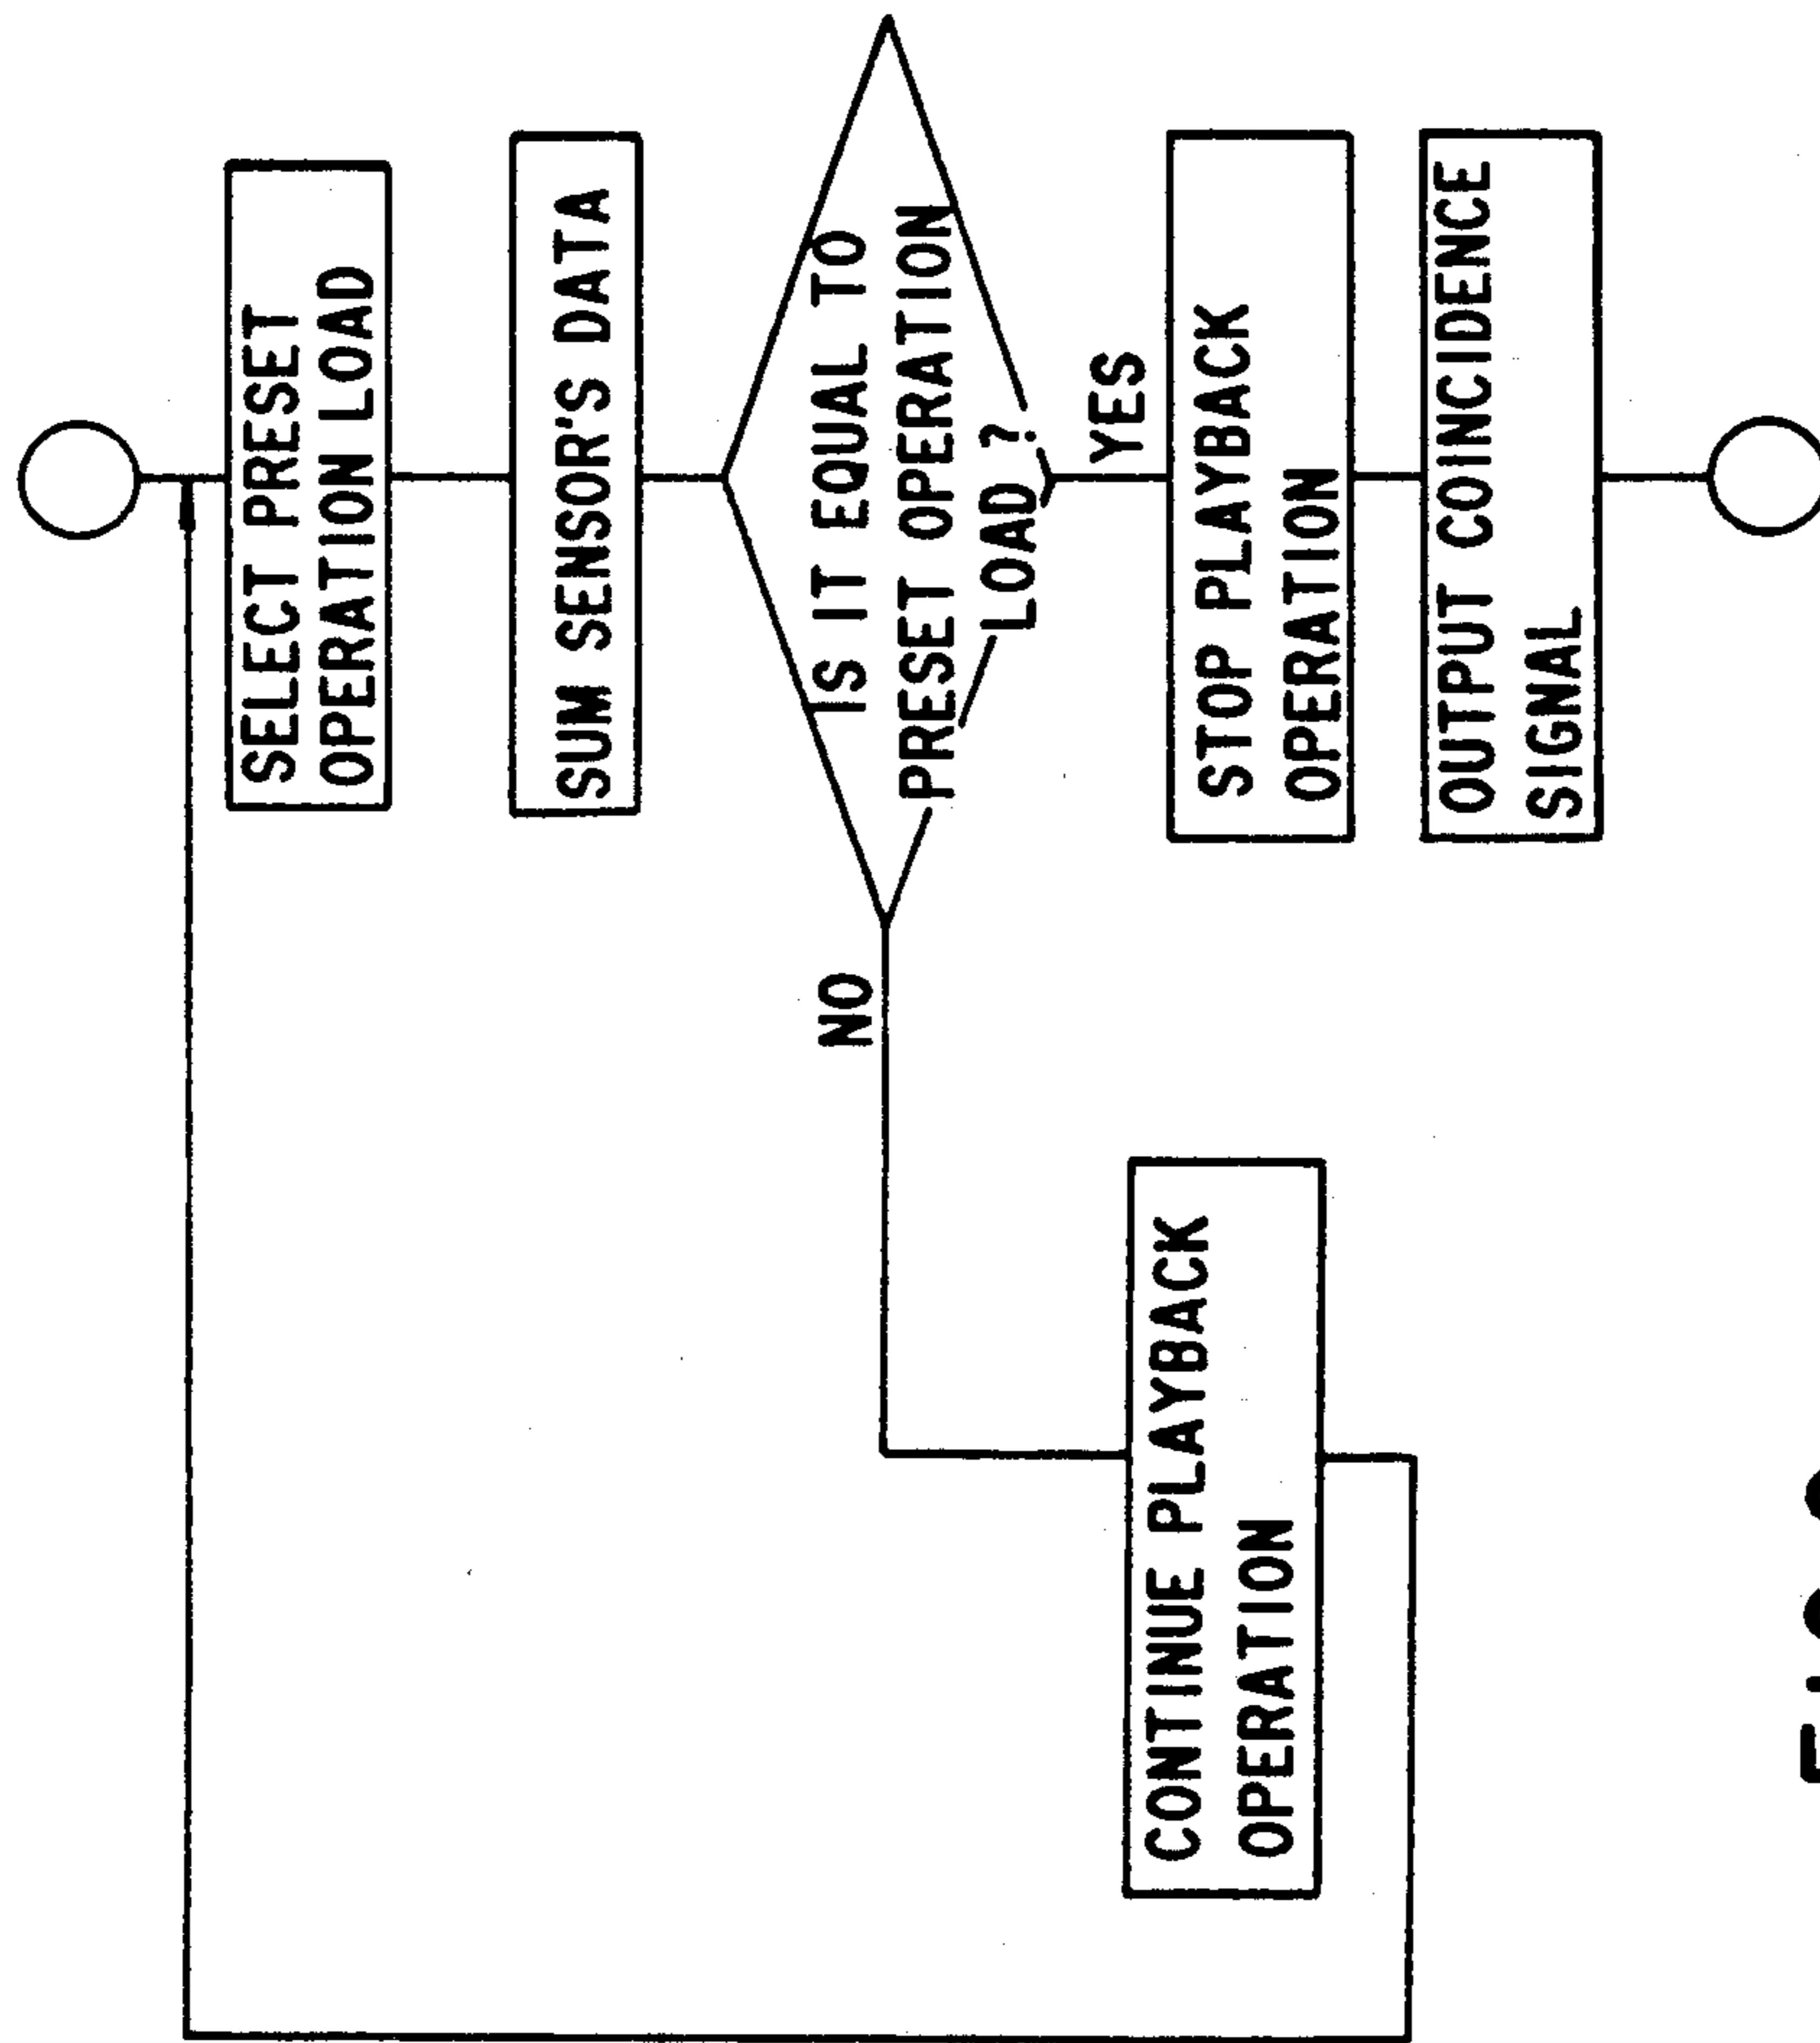 SELECT PRESET
OPERATION LOAD
SUM SENSOR'S DATA
IS IT EQUAL TO
PRESET OPERATION
LOAD ?
NO
YES
CONTINUE PLAYBACK
OPERATION
STOP PLAYBACK
OPERATION
OUTPUT COINCIDENCE
SIGNAL